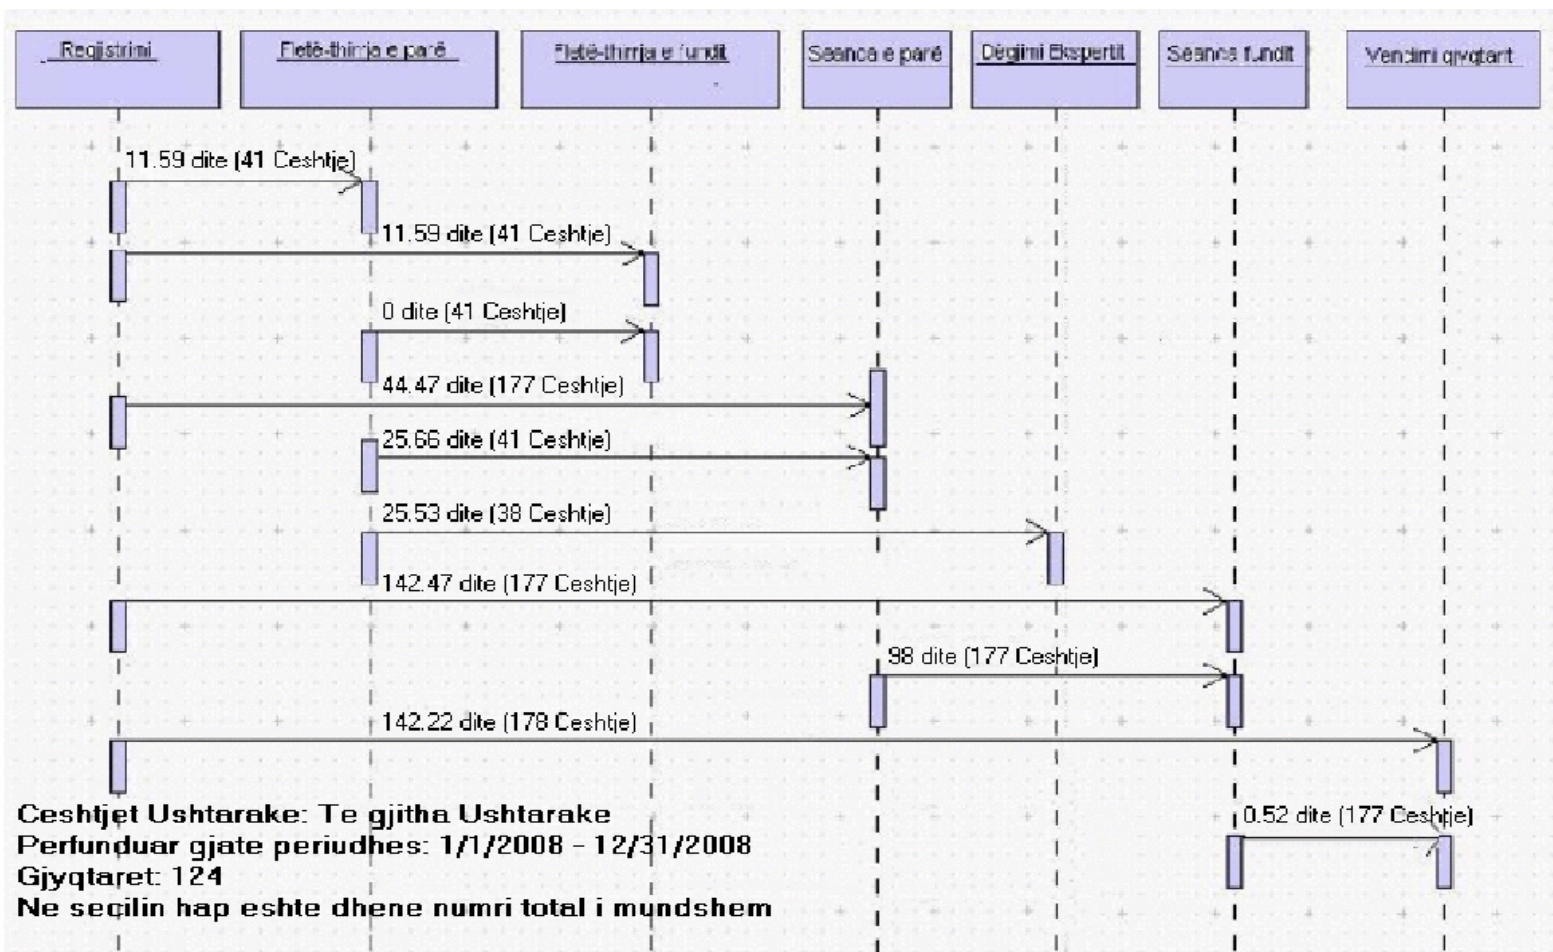 Regjistrimi
Fletë-thirrja e parë
Fletë-thirrja e fundit
Seanca e parë
Dëgjimi Ekspertit
Seanca fundit
Vendimi gjyqtarit
11.59 dite (41 Ceshtje)
11.59 dite (41 Ceshtje)
0 dite (41 Ceshtje)
44.47 dite (177 Ceshtje)
25.66 dite (41 Ceshtje)
25.53 dite (38 Ceshtje)
142.47 dite (177 Ceshtje)
98 dite (177 Ceshtje)
142.22 dite (178 Ceshtje)
0.52 dite (177 Ceshtje)
Ceshtjet Ushtarake: Te gjitha Ushtarake
Perfunduar gjate periudhes: 1/1/2008 - 12/31/2008
Gjyqtaret: 124
Ne secilin hap eshte dhene numri total i mundshem